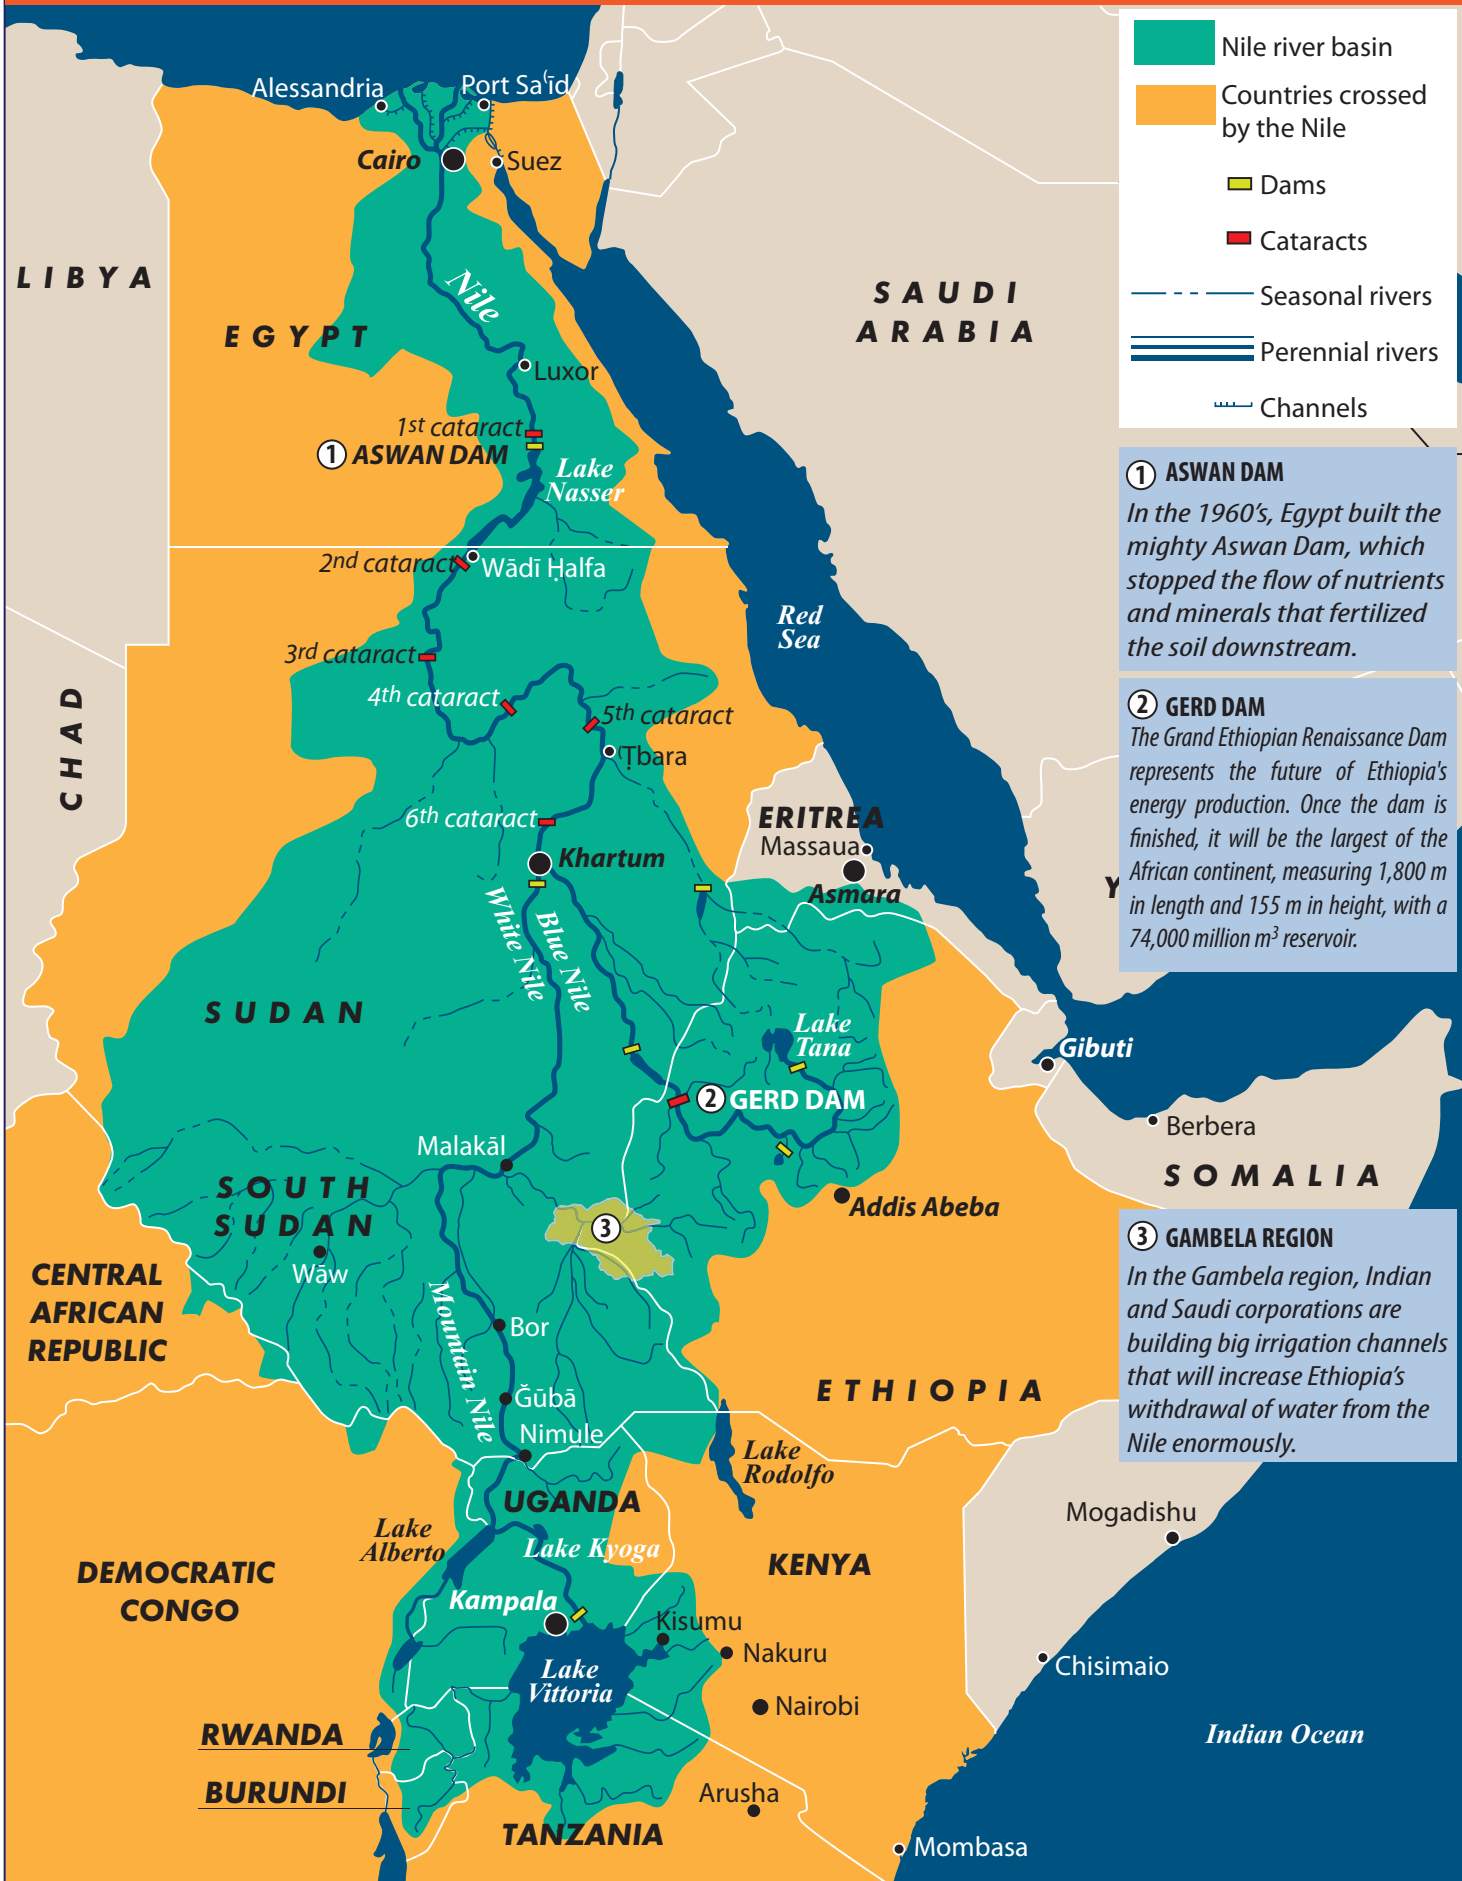 Nile river basin
Countries crossed
by the Nile
Dams
Cataracts
Seasonal rivers
Perennial rivers
Channels
Alessandria
Port Saʿīd
Cairo
Suez
LIBYA
Nile
SAUDI
ARABIA
EGYPT
Luxor
1st cataract
1 ASWAN DAM
Lake
Nasser
2nd cataract
Wādī Ḥalfa
Red
Sea
3rd cataract
4th cataract
5th cataract
CHAD
ʿṬbara
6th cataract
ERITREA
Massaua
Khartum
Asmara
Y
White Nile
Blue Nile
SUDAN
Lake
Tana
Gibuti
2 GERD DAM
Berbera
Malakāl
SOMALIA
SOUTH
SUDAN
Addis Abeba
3
Wāw
CENTRAL
AFRICAN
REPUBLIC
Mountain Nile
Bor
ETHIOPIA
Ğūbā
Nimule
Lake
Rodolfo
UGANDA
Mogadishu
Lake
Alberto
Lake Kyoga
KENYA
DEMOCRATIC
CONGO
Kampala
Kisumu
Nakuru
Chisimaio
Lake
Vittoria
Nairobi
RWANDA
Indian Ocean
BURUNDI
Arusha
TANZANIA
Mombasa
1 ASWAN DAM
In the 1960's, Egypt built the
mighty Aswan Dam, which
stopped the flow of nutrients
and minerals that fertilized
the soil downstream.
2 GERD DAM
The Grand Ethiopian Renaissance Dam
represents the future of Ethiopia's
energy production. Once the dam is
finished, it will be the largest of the
African continent, measuring 1,800 m
in length and 155 m in height, with a
74,000 million m³ reservoir.
3 GAMBELA REGION
In the Gambela region, Indian
and Saudi corporations are
building big irrigation channels
that will increase Ethiopia's
withdrawal of water from the
Nile enormously.